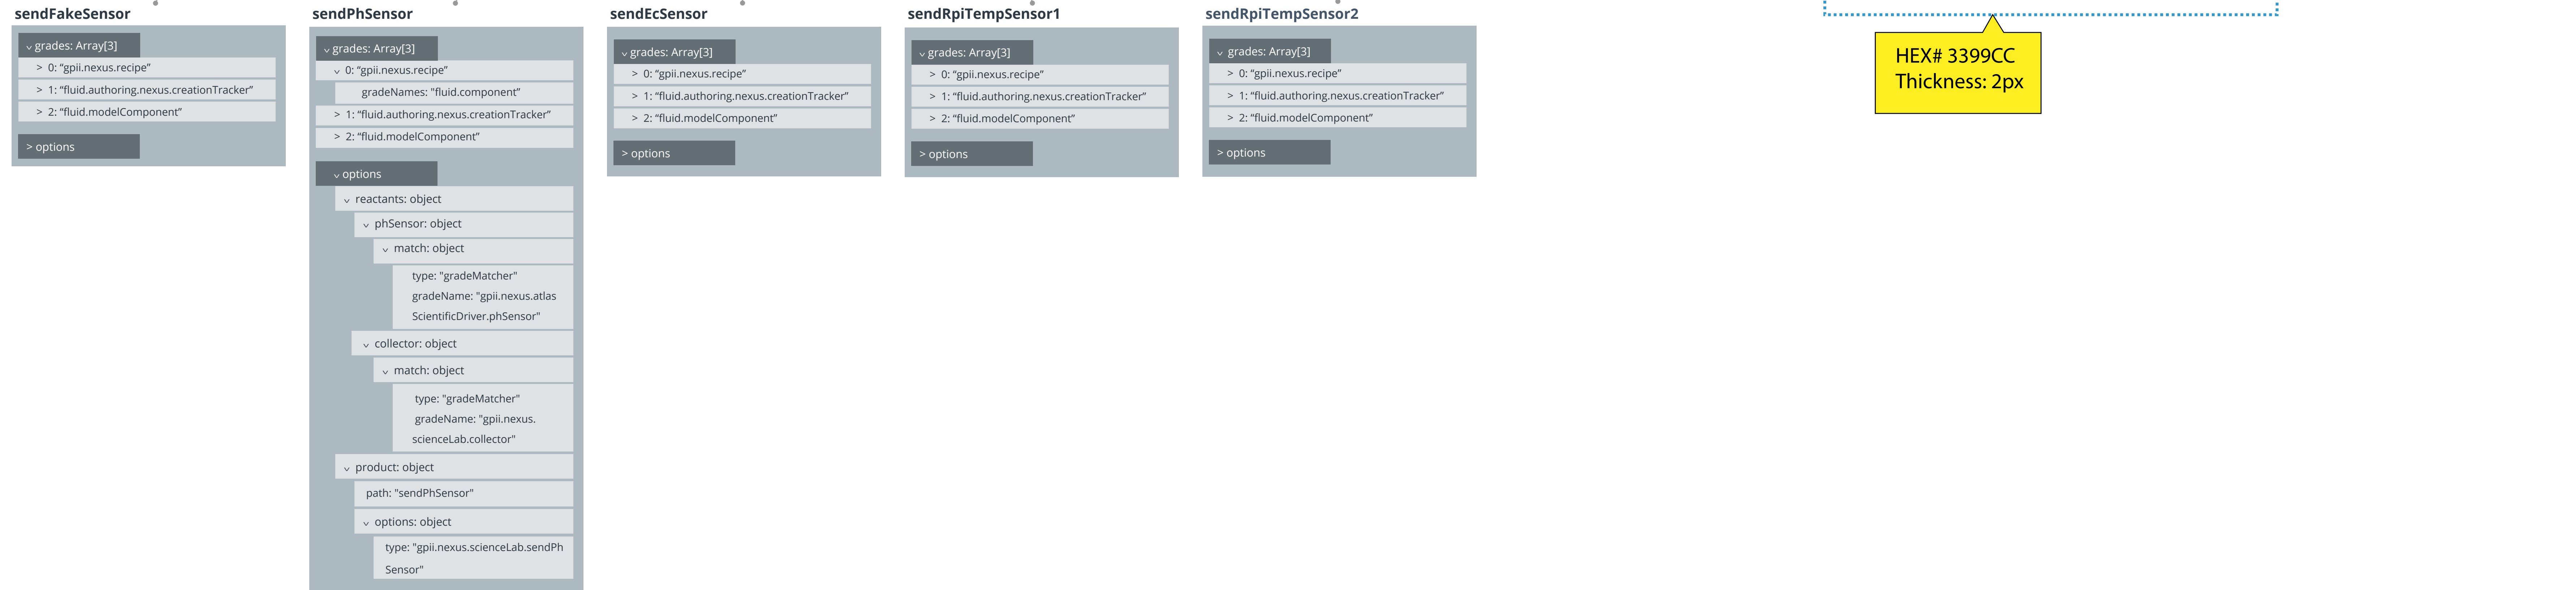 sendFakeSensor
⌄ grades: Array[3]
> 0: “gpii.nexus.recipe”
> 1: “fluid.authoring.nexus.creationTracker”
> 2: “fluid.modelComponent”
> options
sendPhSensor
⌄ grades: Array[3]
⌄ 0: “gpii.nexus.recipe”
gradeNames: "fluid.component"
> 1: “fluid.authoring.nexus.creationTracker”
> 2: “fluid.modelComponent”
⌄ options
⌄ reactants: object
⌄ phSensor: object
⌄ match: object
type: "gradeMatcher"
gradeName: "gpii.nexus.atlas
ScientificDriver.phSensor"
⌄ collector: object
⌄ match: object
type: "gradeMatcher"
gradeName: "gpii.nexus.
scienceLab.collector"
⌄ product: object
path: "sendPhSensor"
⌄ options: object
type: "gpii.nexus.scienceLab.sendPh
Sensor"
sendEcSensor
⌄ grades: Array[3]
> 0: “gpii.nexus.recipe”
> 1: “fluid.authoring.nexus.creationTracker”
> 2: “fluid.modelComponent”
> options
sendRpiTempSensor1
⌄ grades: Array[3]
> 0: “gpii.nexus.recipe”
> 1: “fluid.authoring.nexus.creationTracker”
> 2: “fluid.modelComponent”
> options
sendRpiTempSensor2
⌄ grades: Array[3]
> 0: “gpii.nexus.recipe”
> 1: “fluid.authoring.nexus.creationTracker”
> 2: “fluid.modelComponent”
> options
HEX# 3399CC
Thickness: 2px